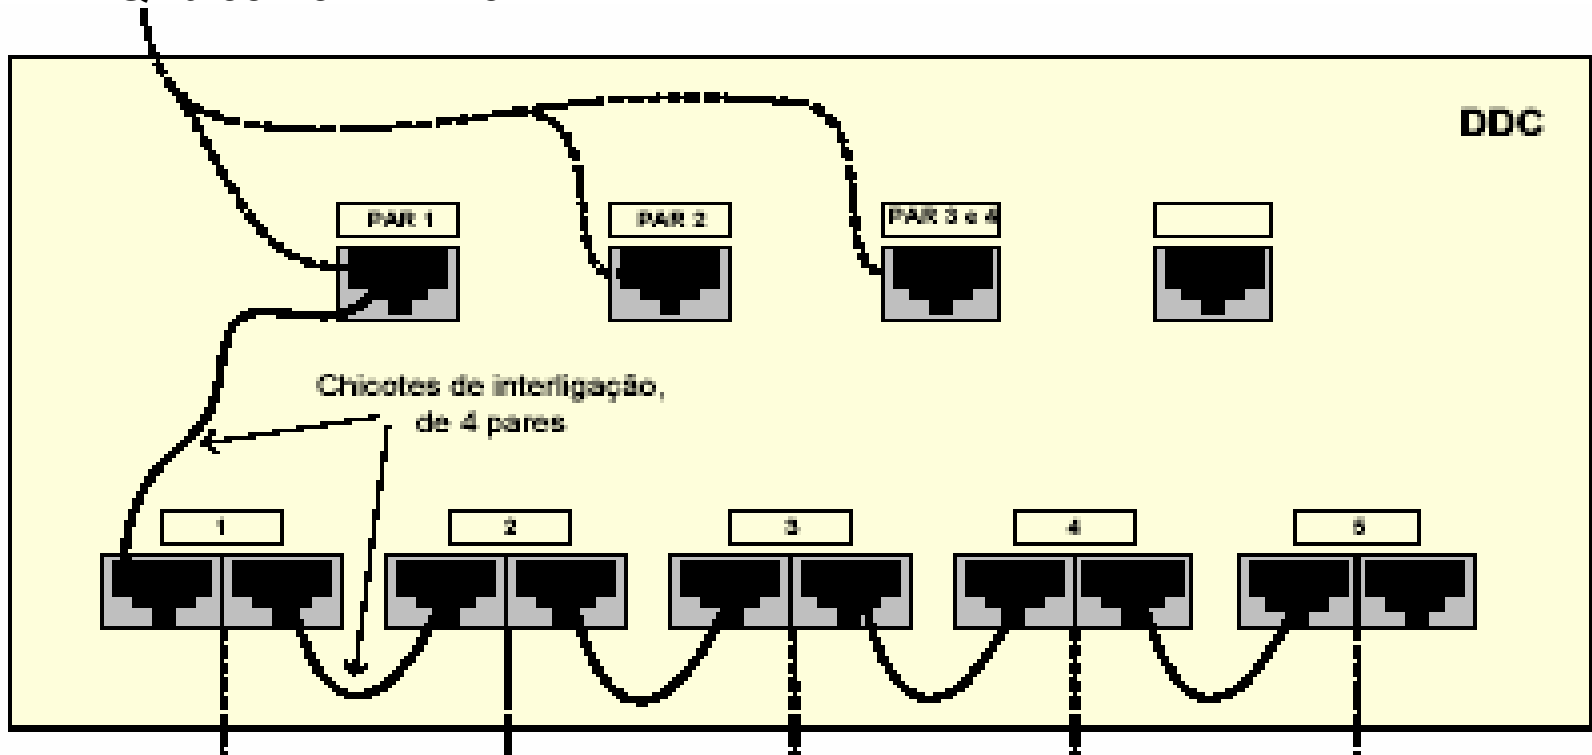 DDC
PAR 1
PAR 2
PAR 3 e 4
Chicotes de interligação,
de 4 pares
1
2
3
4
5